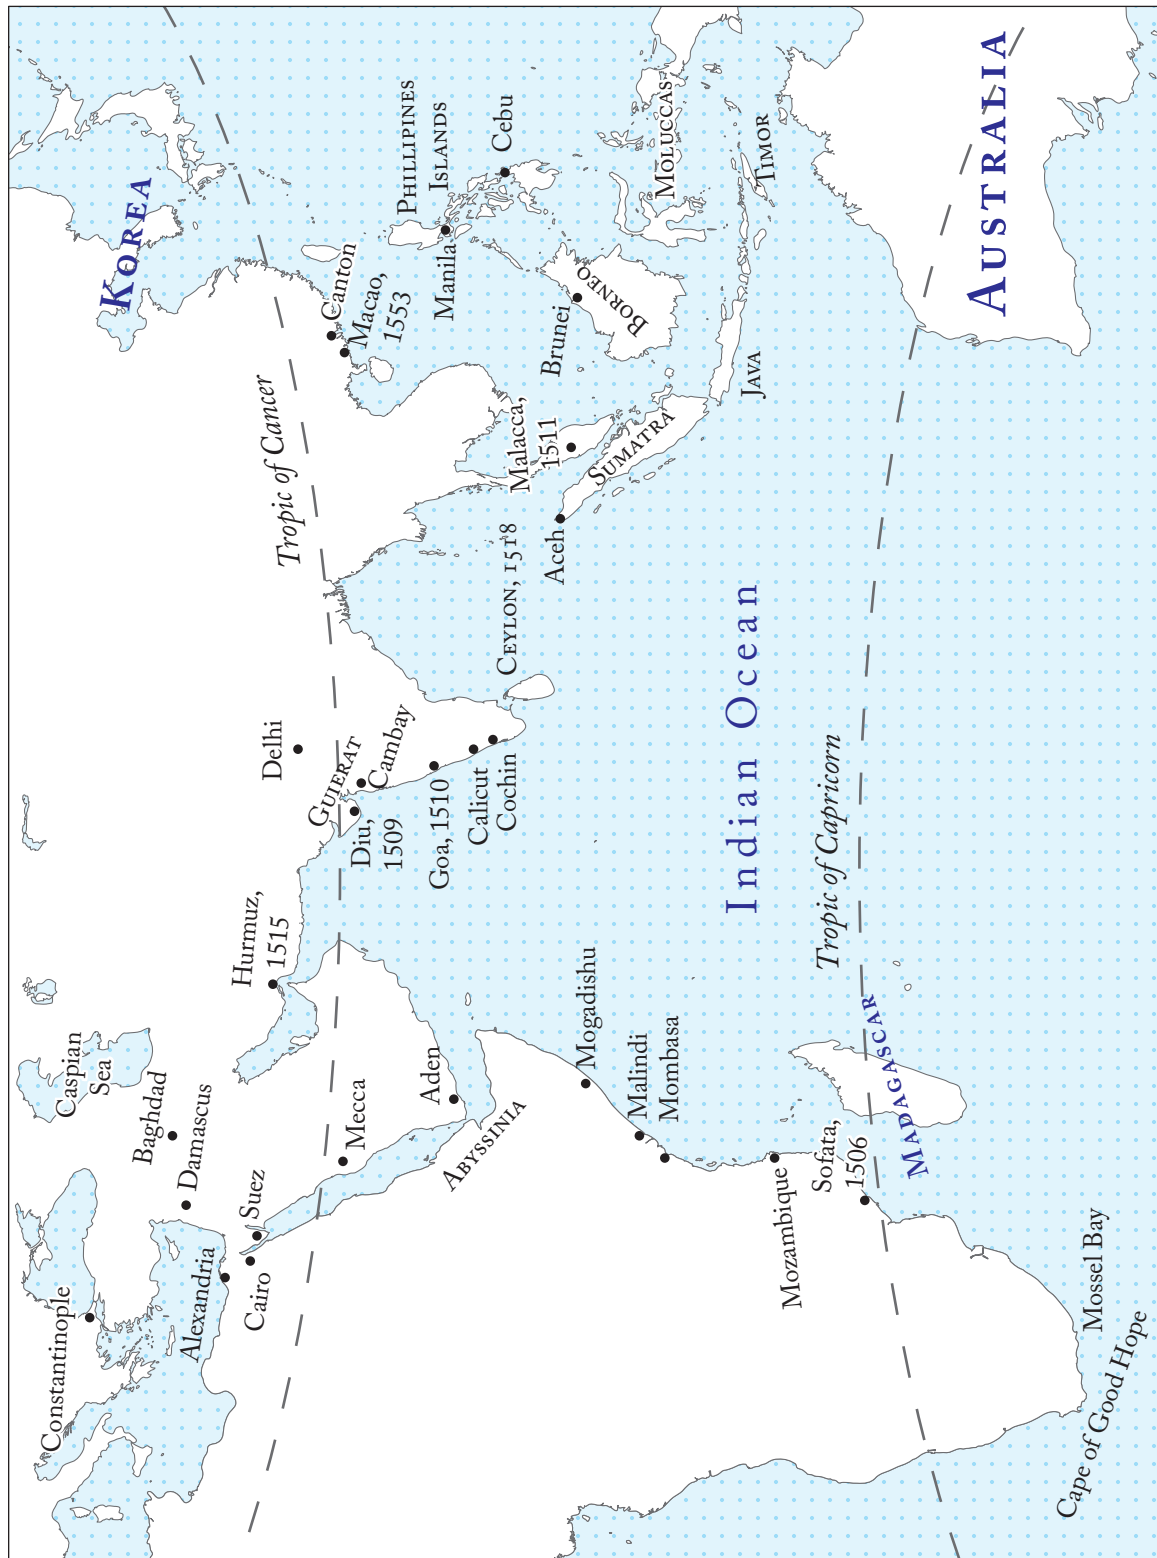 Constantinople
Caspian
Sea
Baghdad
Damascus
Alexandria
Cairo
Suez
Mecca
Aden
Abyssinia
Hurmuz,
1515
Delhi
Gujerat
Cambay
Diu,
1509
Goa, 1510
Calicut
Cochin
Ceylon, 1518
Tropic of Cancer
Korea
Canton
Macao,
1553
Phillipines
Islands
Manila
Cebu
Brunei
Borneo
Moluccas
Timor
Malacca,
1511
Sumatra
Aceh
Java
Mogadishu
Malindi
Mombasa
Mozambique
Sofata,
1506
Madagascar
Indian Ocean
Tropic of Capricorn
Australia
Mossel Bay
Cape of Good Hope